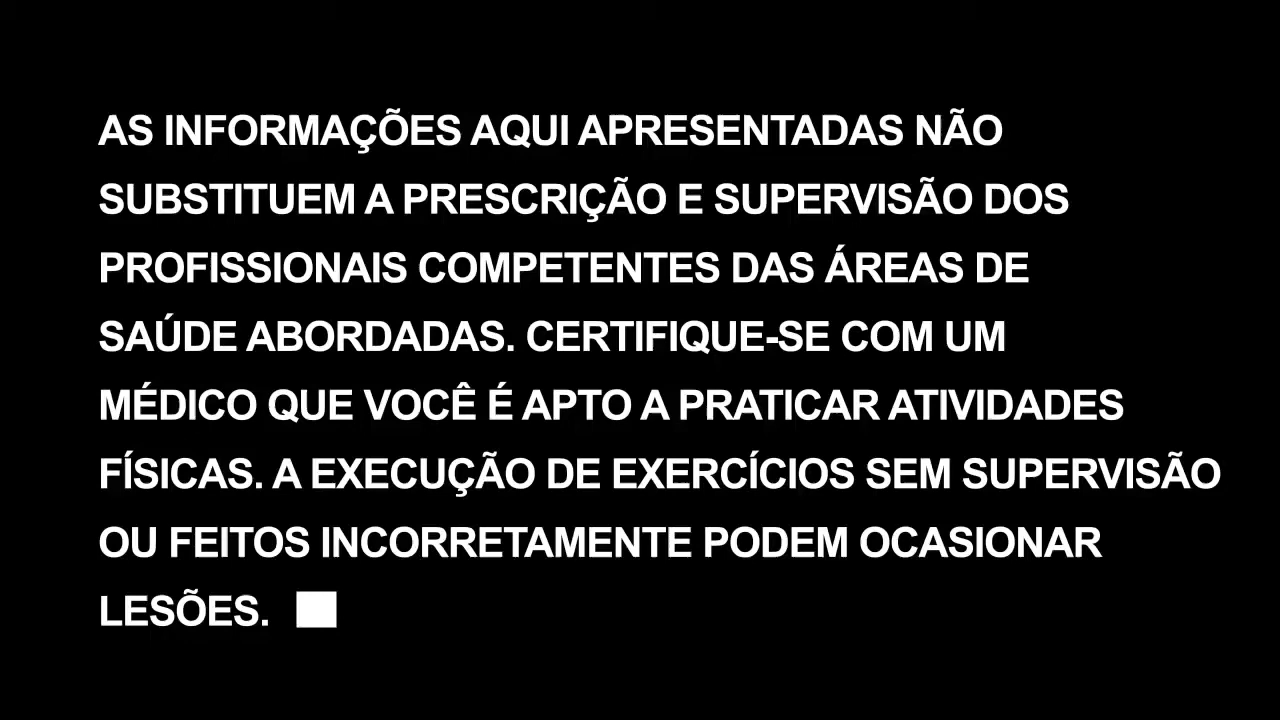 AS INFORMAÇÕES AQUI APRESENTADAS NÃO
SUBSTITUEM A PRESCRIÇÃO E SUPERVISÃO DOS
PROFISSIONAIS COMPETENTES DAS ÁREAS DE
SAÚDE ABORDADAS. CERTIFIQUE-SE COM UM
MÉDICO QUE VOCÊ É APTO A PRATICAR ATIVIDADES
FÍSICAS. A EXECUÇÃO DE EXERCÍCIOS SEM SUPERVISÃO
OU FEITOS INCORRETAMENTE PODEM OCASIONAR
LESÕES.